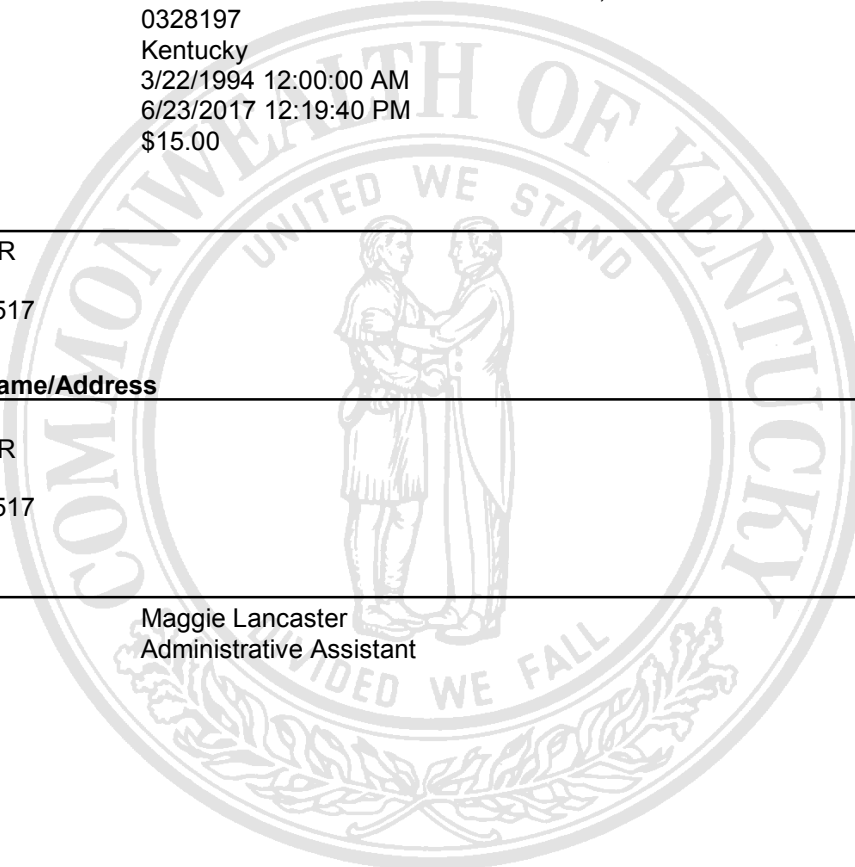 0328197
Kentucky
3/22/1994 12:00:00 AM
6/23/2017 12:19:40 PM
$15.00
COMMONWEALTH OF KENTUCKY
UNITED WE STAND
R
517
ame/Address
R
517
Maggie Lancaster
Administrative Assistant
DIVIDED WE FALL